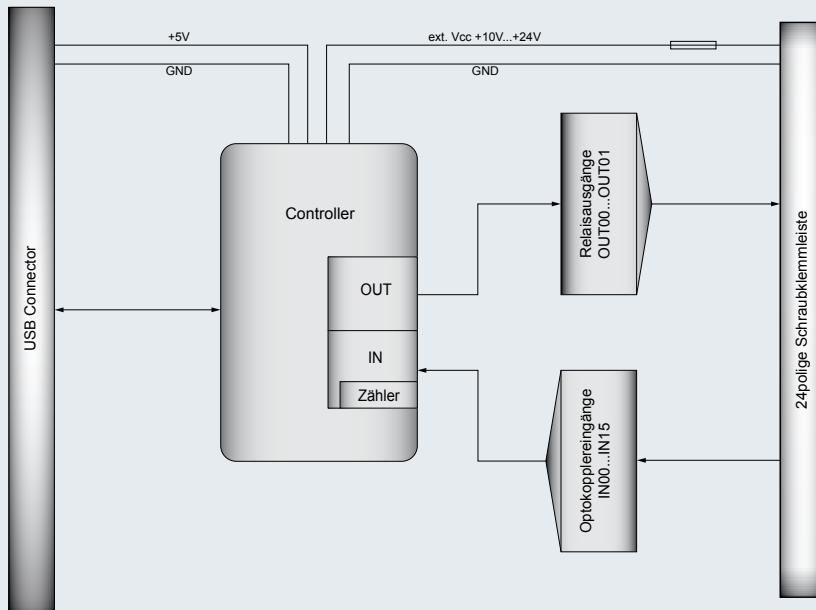 +5V
GND
ext. Vcc +10V...+24V
GND
USB Connector
Controller
OUT
IN
Zähler
Relaisausgänge
OUT00...OUT01
Optokopplereingänge
IN00...IN15
24polige Schraubklemmleiste